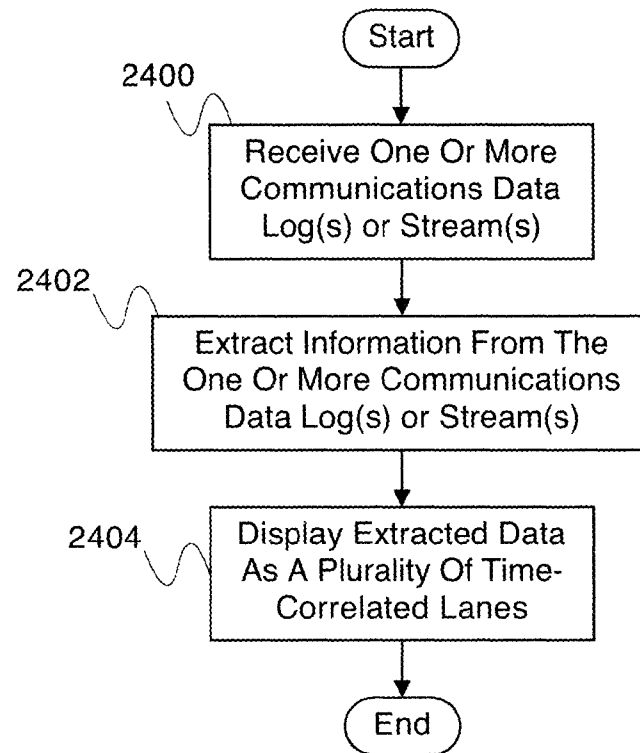 Start
2400
Receive One Or More
Communications Data
Log(s) or Stream(s)
2402
Extract Information From The
One Or More Communications
Data Log(s) or Stream(s)
2404
Display Extracted Data
As A Plurality Of Time-
Correlated Lanes
End